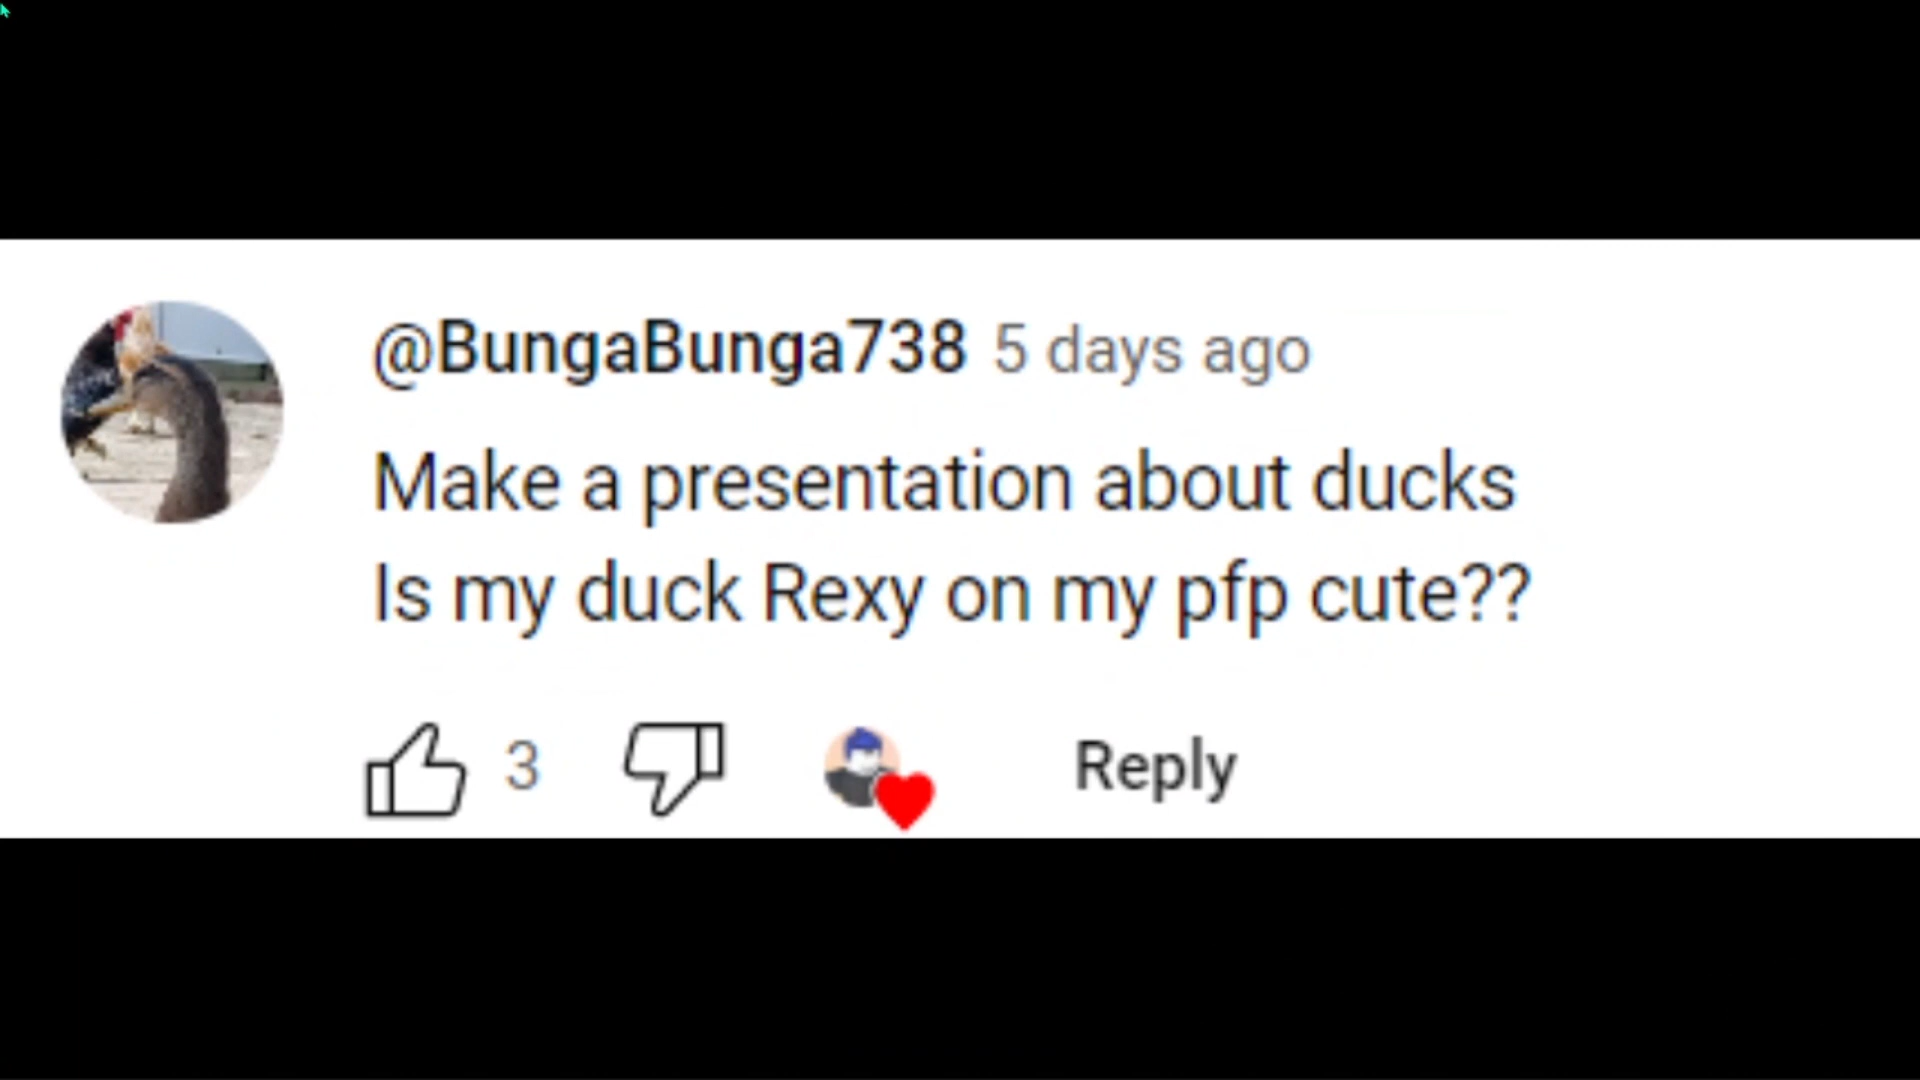 @BungaBunga738 5 days ago
Make a presentation about ducks
Is my duck Rexy on my pfp cute??
3 Reply